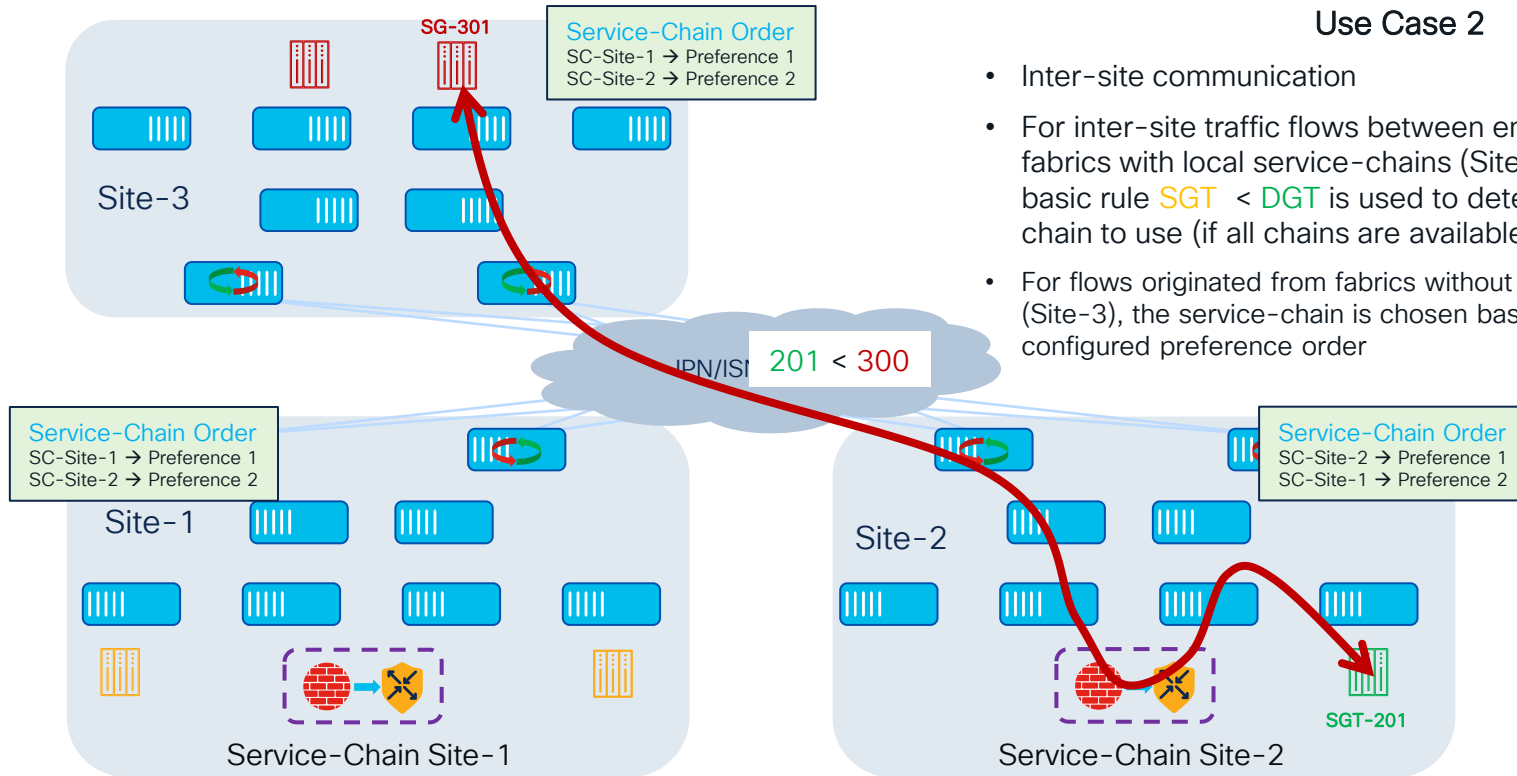 SG-301
Service-Chain Order
SC-Site-1 → Preference 1
SC-Site-2 → Preference 2
Site-3
Use Case 2
• Inter-site communication
• For inter-site traffic flows between
fabrics with local service-chains (Site
basic rule SGT < DGT is used to
chain to use (if all chains are available
• For flows originated from fabrics without
(Site-3), the service-chain is chosen
configured preference order
IPN/ISN
201 < 300
Service-Chain Order
SC-Site-1 → Preference 1
SC-Site-2 → Preference 2
Site-1
Service-Chain Site-1
Service-Chain Order
SC-Site-2 → Preference 1
SC-Site-1 → Preference 2
Site-2
SGT-201
Service-Chain Site-2